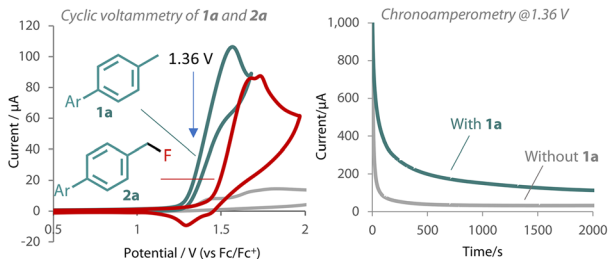 Cyclic voltammetry of 1a and 2a
Current / µA
120
100
80
60
40
20
0
-20
0.5
1
1.5
2
Potential / V (vs Fc/Fc⁺)
1.36 V
Ar
1a
F
Ar
2a
Chronoamperometry @1.36 V
Current/µA
1,000
800
600
400
200
0
0
500
1000
1500
2000
Time/s
With 1a
Without 1a